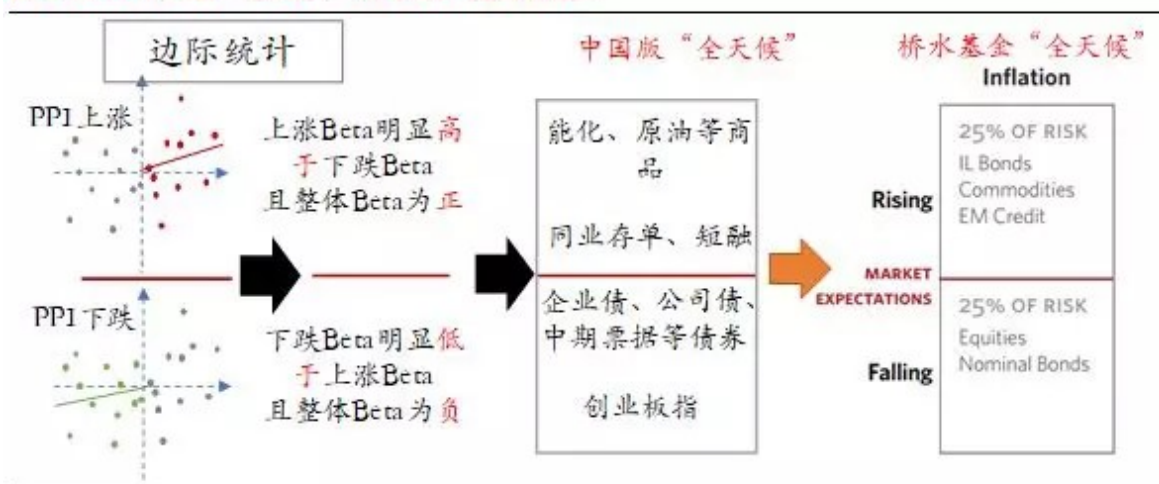 边际统计
中国版“全天候”
桥水基金“全天候”
Inflation
PPI上涨
上涨Beta明显高
于下跌Beta
且整体Beta为正
能化、原油等商
品
同业存单、短融
Rising
25% OF RISK
IL Bonds
Commodities
EM Credit
MARKET
EXPECTATIONS
PPI下跌
下跌Beta明显低
于上涨Beta
且整体Beta为负
企业债、公司债、
中期票据等债券
创业板指
Falling
25% OF RISK
Equities
Nominal Bonds